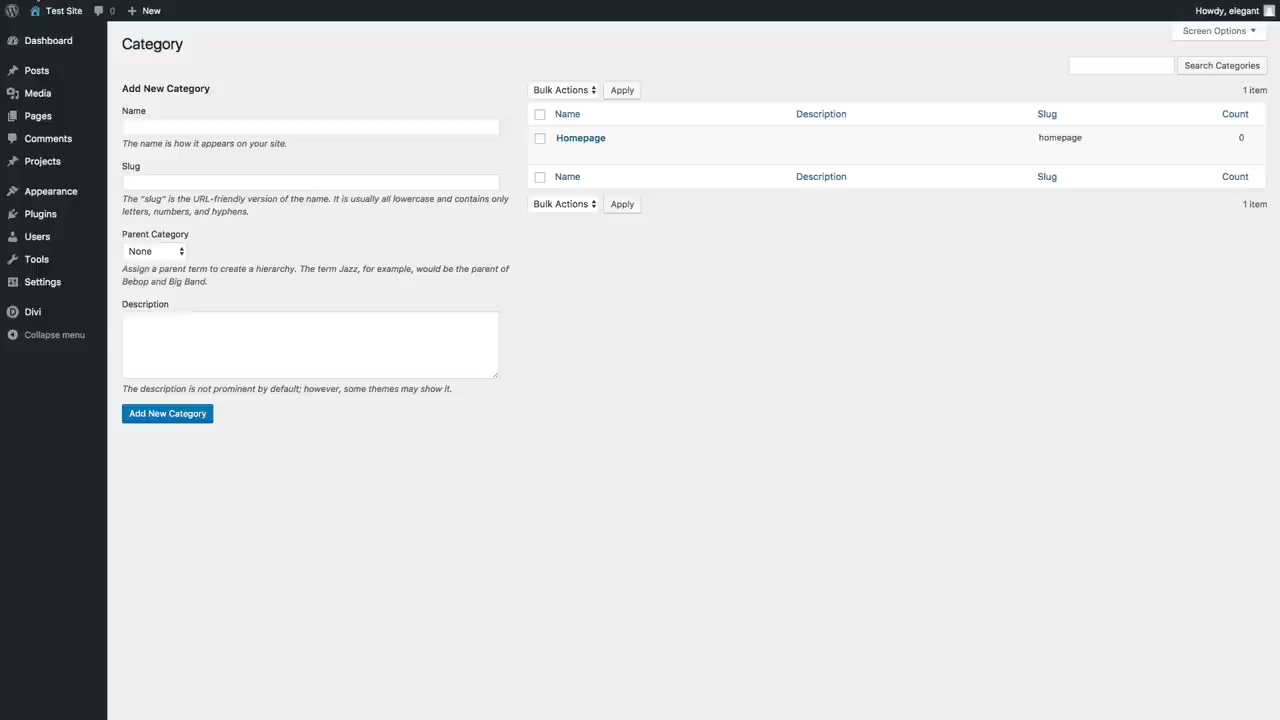 Test Site 0 New Howdy, elegant
Dashboard
Posts
Media
Pages
Comments
Projects
Appearance
Plugins
Users
Tools
Settings
Divi
Collapse menu
Screen Options
Category
Search Categories
Add New Category
Name
The name is how it appears on your site.
Slug
The “slug” is the URL-friendly version of the name. It is usually all lowercase and contains only
letters, numbers, and hyphens.
Parent Category
None
Assign a parent term to create a hierarchy. The term Jazz, for example, would be the parent of
Bebop and Big Band.
Description
The description is not prominent by default; however, some themes may show it.
Add New Category
Bulk Actions Apply 1 item
Name Description Slug Count
Homepage homepage 0
Name Description Slug Count
Bulk Actions Apply 1 item